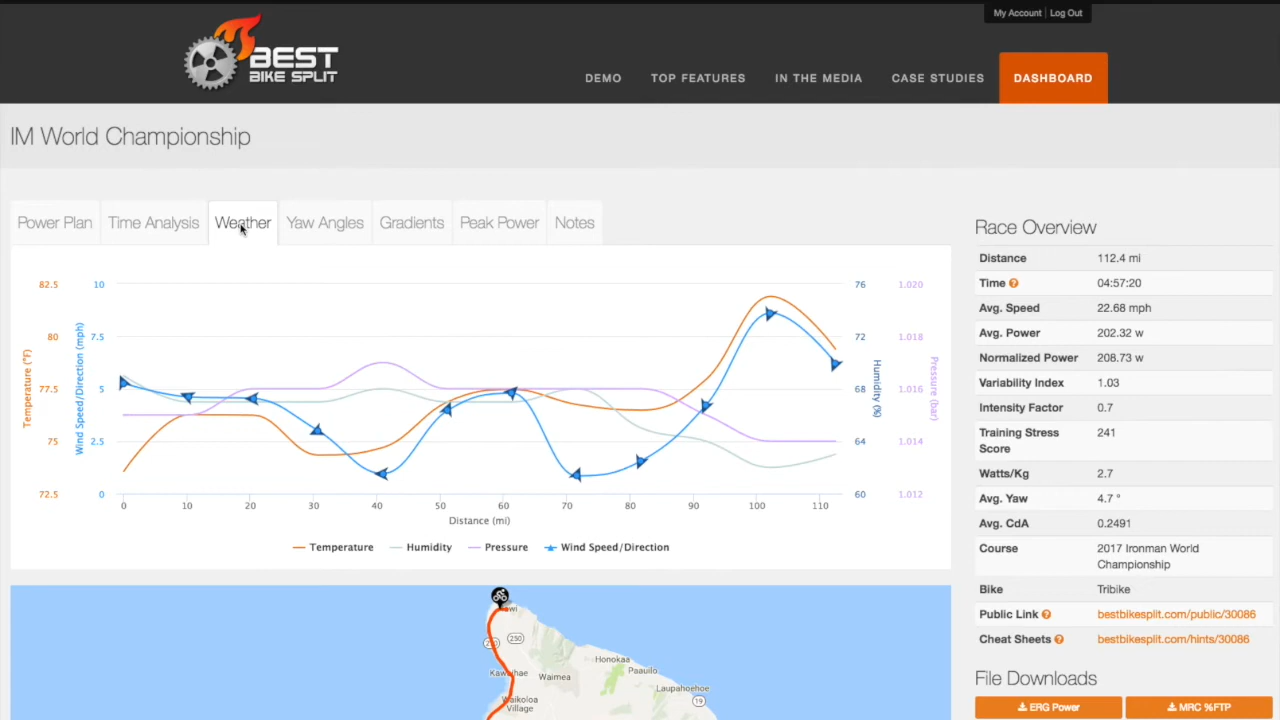 My Account | Log Out
BEST
BIKE SPLIT
DEMO
TOP FEATURES
IN THE MEDIA
CASE STUDIES
DASHBOARD
IM World Championship
Power Plan
Time Analysis
Weather
Yaw Angles
Gradients
Peak Power
Notes
82.5
80
77.5
75
72.5
Temperature (°F)
10
7.5
5
2.5
0
Wind Speed/Direction (mph)
76
72
68
64
60
Humidity (%)
1.020
1.018
1.016
1.014
1.012
Pressure (bar)
0 10 20 30 40 50 60 70 80 90 100 110
Distance (mi)
Temperature Humidity Pressure Wind Speed/Direction
250
Kawaihae
Waimea
Waikoloa
Village
Honokaa
Paauilo
Laupahoehoe
19
Race Overview
Distance 112.4 mi
Time ? 04:57:20
Avg. Speed 22.68 mph
Avg. Power 202.32 w
Normalized Power 208.73 w
Variability Index 1.03
Intensity Factor 0.7
Training Stress 241
Score
Watts/Kg 2.7
Avg. Yaw 4.7 °
Avg. CdA 0.2491
Course 2017 Ironman World
Championship
Bike Tribike
Public Link ? bestbikesplit.com/public/30086
Cheat Sheets ? bestbikesplit.com/hints/30086
File Downloads
ERG Power
MRC %FTP